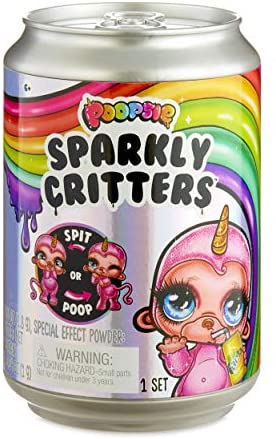 6+
POOPSIE
SPARKLY
CRITTERS
SPIT
OR
POOP
SPECIAL EFFECT POWDER:
WARNING:
CHOKING HAZARD-Small parts
Not for children under 3 years.
1 SET